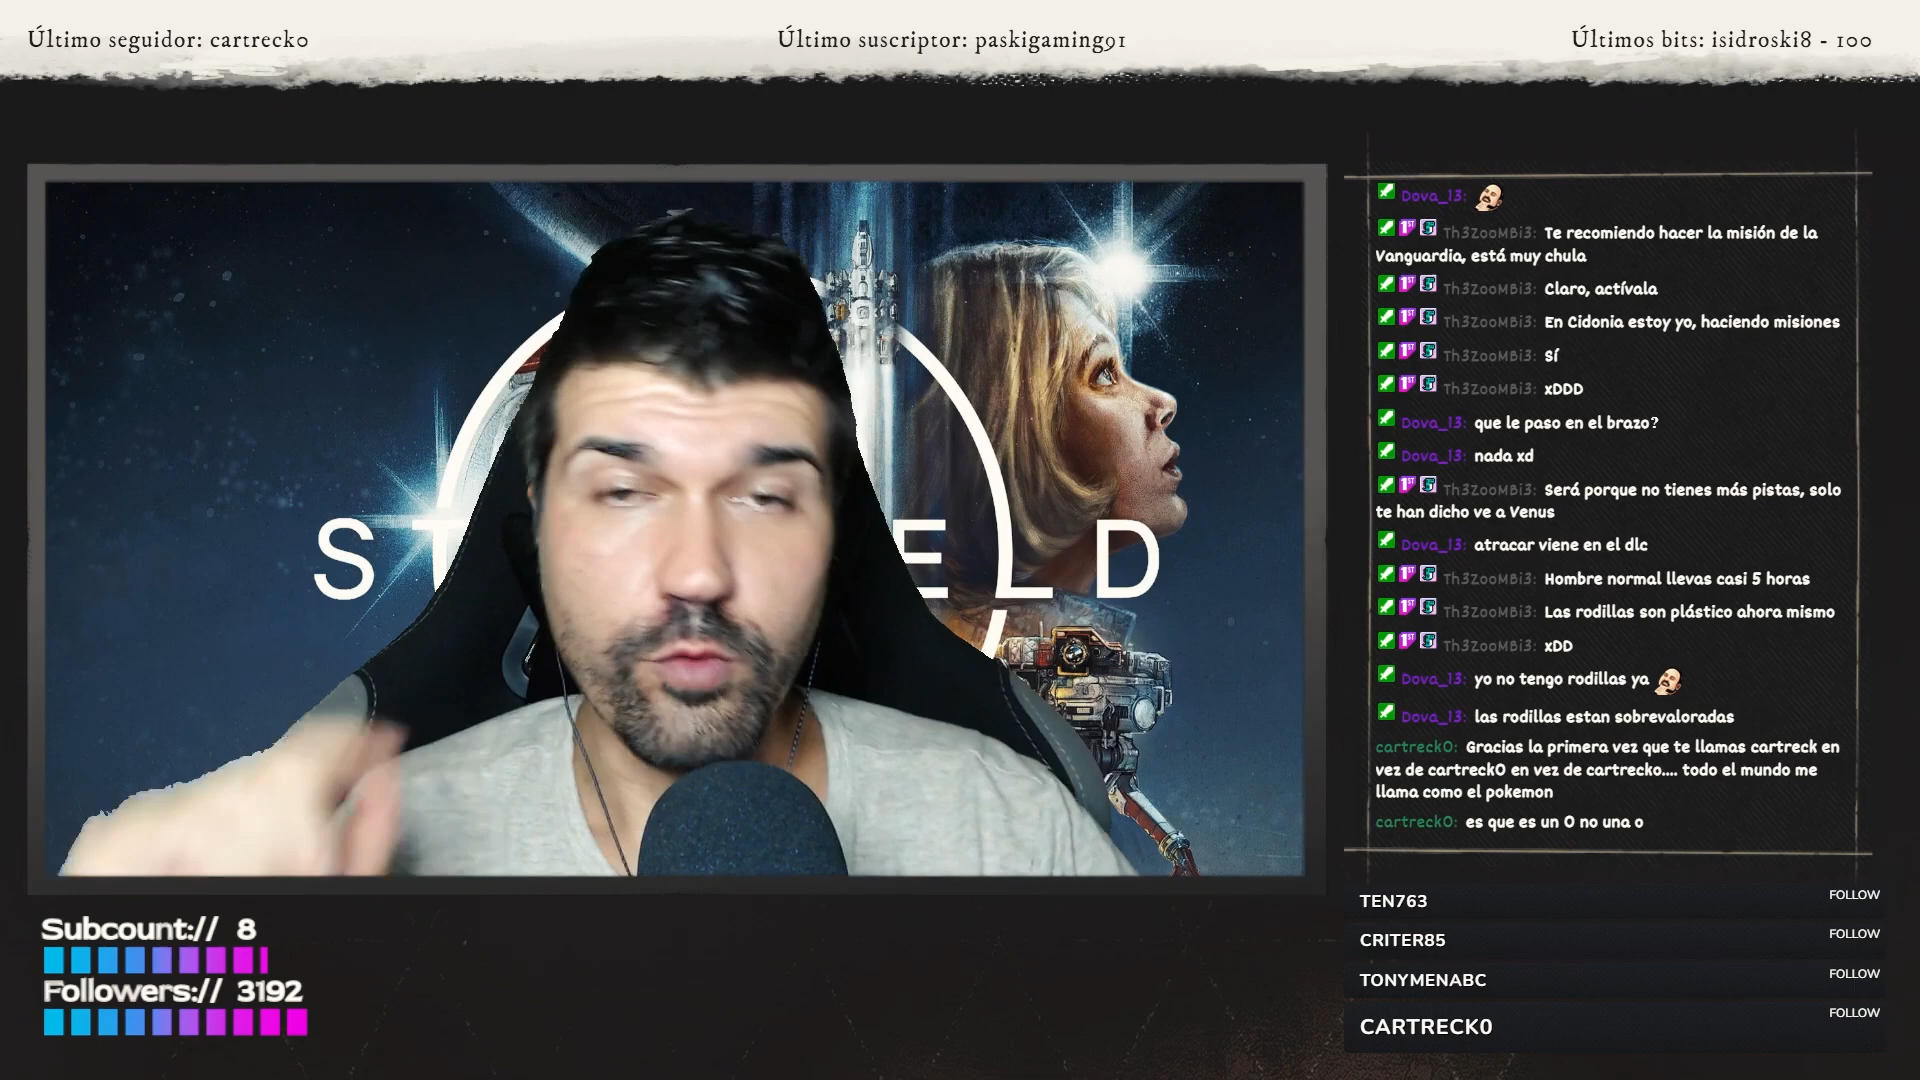 Último seguidor: cartreck0
Último suscriptor: paskigaming91
Últimos bits: isidroski8 - 100
ST ELD
Dova_13:
Th3ZooMBi3: Te recomiendo hacer la misión de la
Vanguardia, está muy chula
Th3ZooMBi3: Claro, actívala
Th3ZooMBi3: En Cidonia estoy yo, haciendo misiones
Th3ZooMBi3: Sí
Th3ZooMBi3: xDDD
Dova_13: que le paso en el brazo?
Dova_13: nada xd
Th3ZooMBi3: Será porque no tienes más pistas, solo
te han dicho ve a Venus
Dova_13: atracar viene en el dlc
Th3ZooMBi3: Hombre normal llevas casi 5 horas
Th3ZooMBi3: Las rodillas son plástico ahora mismo
Th3ZooMBi3: xDD
Dova_13: yo no tengo rodillas ya
Dova_13: las rodillas estan sobrevaloradas
cartreck0: Gracias la primera vez que te llamas cartreck en
vez de cartreck0 en vez de cartrecko.... todo el mundo me
llama como el pokemon
cartreck0: es que es un 0 no una o
TEN763 FOLLOW
CRITER85 FOLLOW
TONYMENABC FOLLOW
CARTRECK0 FOLLOW
Subcount:// 8
Followers:// 3192